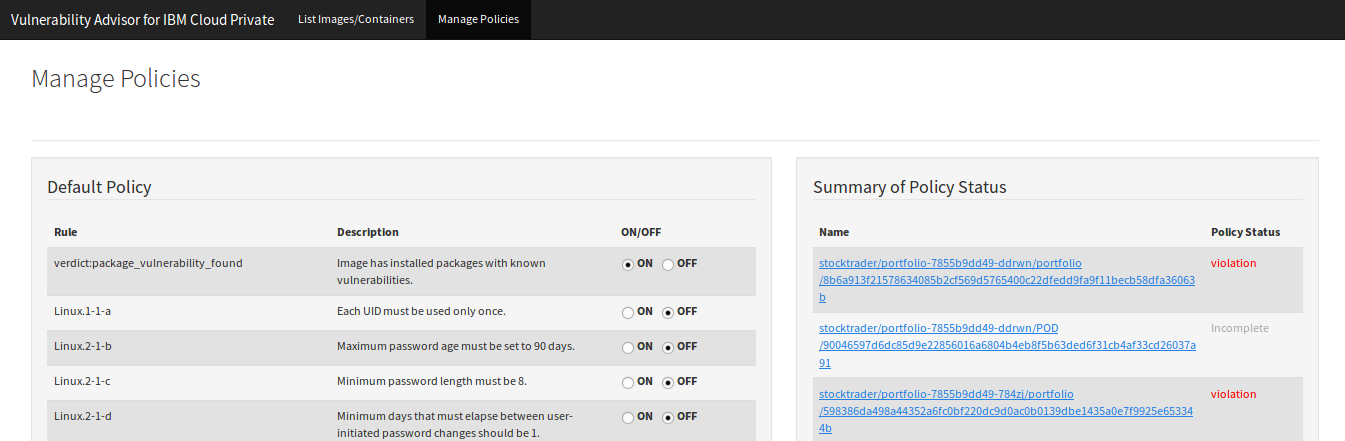 Vulnerability Advisor for IBM Cloud Private List Images/Containers Manage Policies
Manage Policies
Default Policy
Rule Description ON/OFF
verdict:package_vulnerability_found Image has installed packages with known ON OFF
vulnerabilities.
Linux.1-1-a Each UID must be used only once. ON OFF
Linux.2-1-b Maximum password age must be set to 90 days. ON OFF
Linux.2-1-c Minimum password length must be 8. ON OFF
Linux.2-1-d Minimum days that must elapse between user- ON OFF
initiated password changes should be 1.
Summary of Policy Status
Name Policy Status
stocktrader/portfolio-7855b9dd49-ddrwn/portfolio violation
/8b6a913f21578634085b2cf569d5765400c22dfedd9fa9f11becb58dfa36063
b
stocktrader/portfolio-7855b9dd49-ddrwn/POD Incomplete
/90046597d6dc85d9e22856016a6804b4eb8f5b63ded6f31cb4af33cd26037a
91
stocktrader/portfolio-7855b9dd49-784zj/portfolio violation
/598386da498a44352a6fc0bf220dc9d0ac0b0139dbe1435a0e7f9925e65334
4b